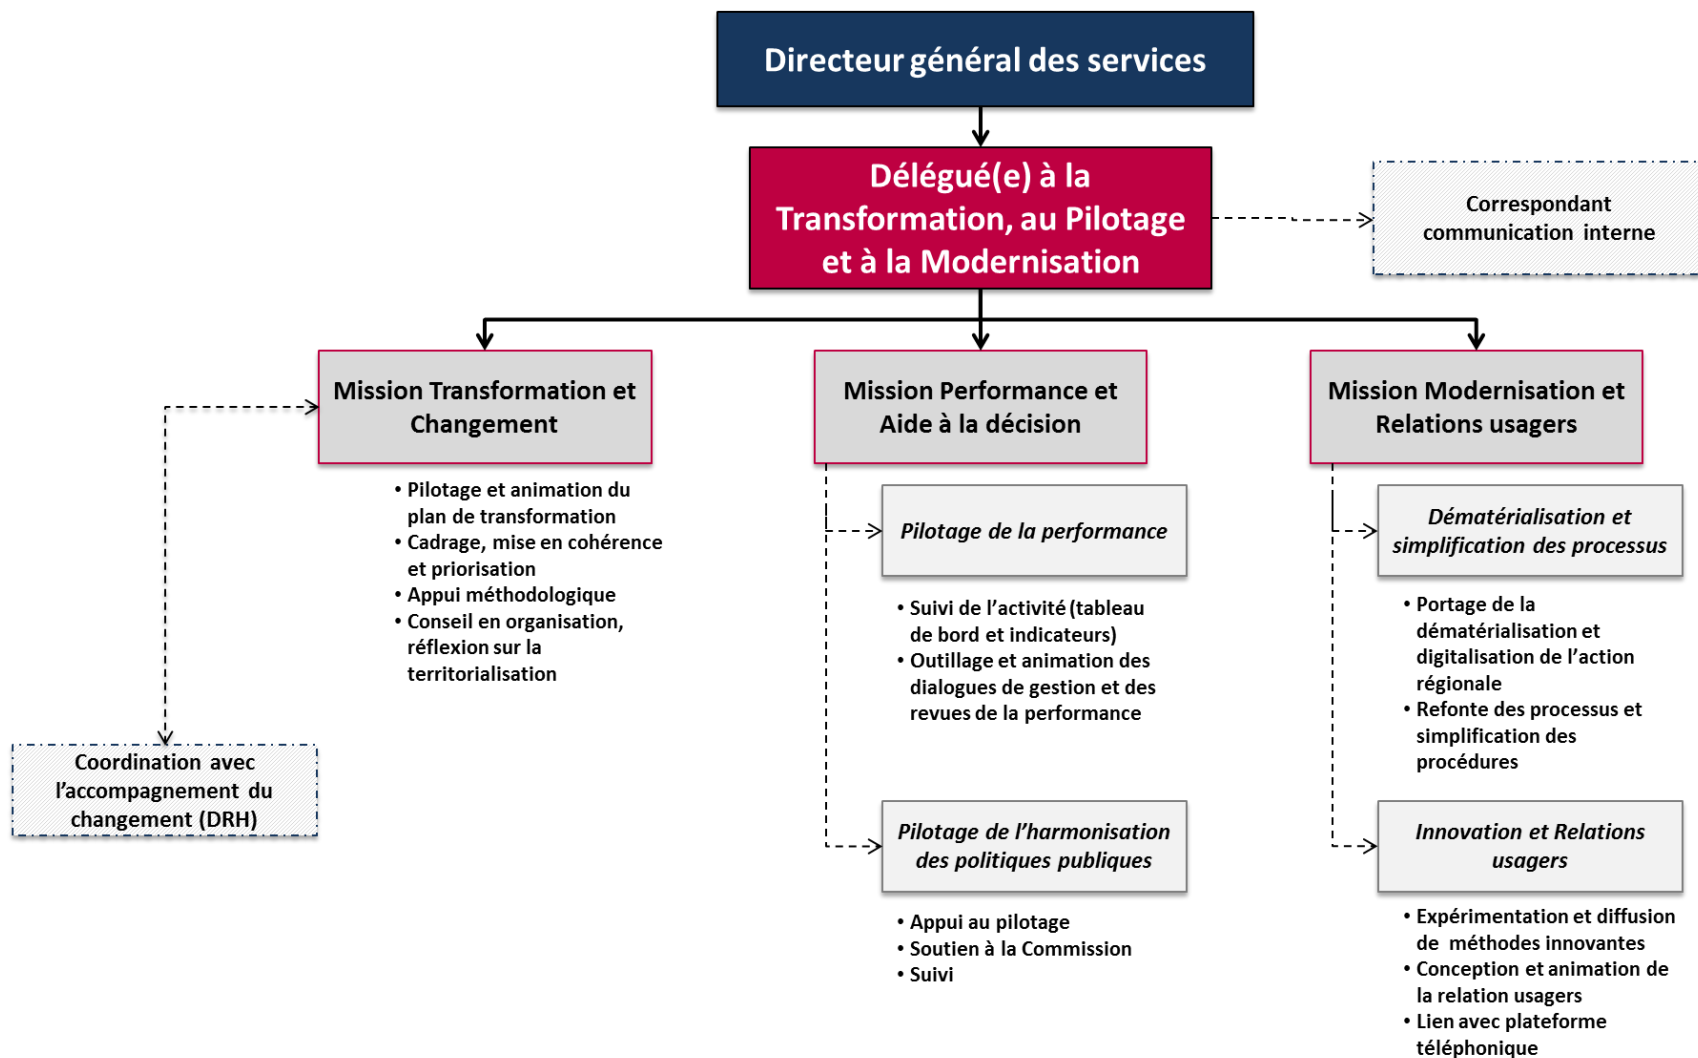 Directeur général des services
Délégué(e) à la
Transformation, au Pilotage
et à la Modernisation
Correspondant
communication interne
Mission Transformation et
Changement
• Pilotage et animation du
plan de transformation
• Cadrage, mise en cohérence
et priorisation
• Appui méthodologique
• Conseil en organisation,
réflexion sur la
territorialisation
Coordination avec
l’accompagnement du
changement (DRH)
Mission Performance et
Aide à la décision
Pilotage de la performance
• Suivi de l’activité (tableau
de bord et indicateurs)
• Outillage et animation des
dialogues de gestion et des
revues de la performance
Pilotage de l’harmonisation
des politiques publiques
• Appui au pilotage
• Soutien à la Commission
• Suivi
Mission Modernisation et
Relations usagers
Dématérialisation et
simplification des processus
• Portage de la
dématérialisation et
digitalisation de l’action
régionale
• Refonte des processus et
simplification des
procédures
Innovation et Relations
usagers
• Expérimentation et diffusion
de méthodes innovantes
• Conception et animation de
la relation usagers
• Lien avec plateforme
téléphonique